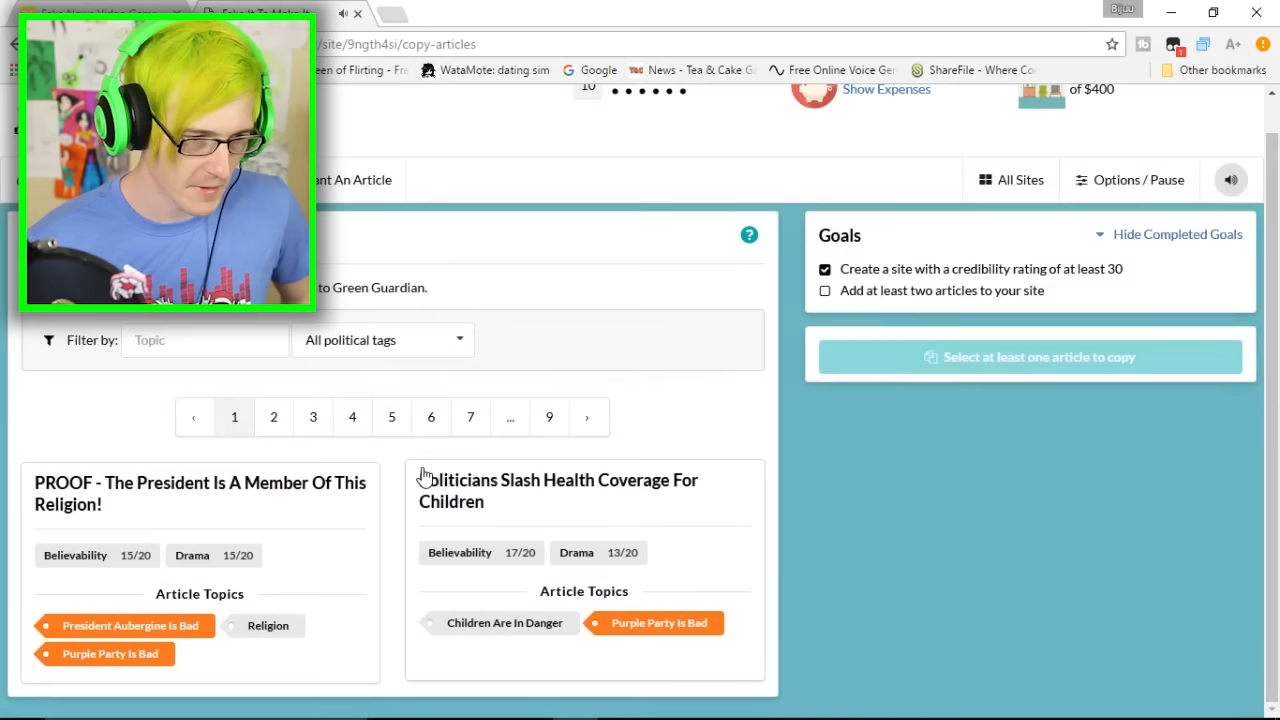 Bijuu
/site/9ngth4si/copy-articles
een of Flirting - Fre
WataMote: dating sim
Google
News - Tea & Cake G
Free Online Voice Ger
ShareFile - Where Co
Other bookmarks
10
Show Expenses
of $400
ant An Article
All Sites
Options / Pause
to Green Guardian.
Filter by:
Topic
All political tags
‹ 1 2 3 4 5 6 7 ... 9 ›
PROOF - The President Is A Member Of This
Religion!
Believability 15/20 Drama 15/20
Article Topics
President Aubergine Is Bad
Religion
Purple Party Is Bad
oliticians Slash Health Coverage For
Children
Believability 17/20 Drama 13/20
Article Topics
Children Are In Danger
Purple Party Is Bad
Goals
Hide Completed Goals
Create a site with a credibility rating of at least 30
Add at least two articles to your site
Select at least one article to copy